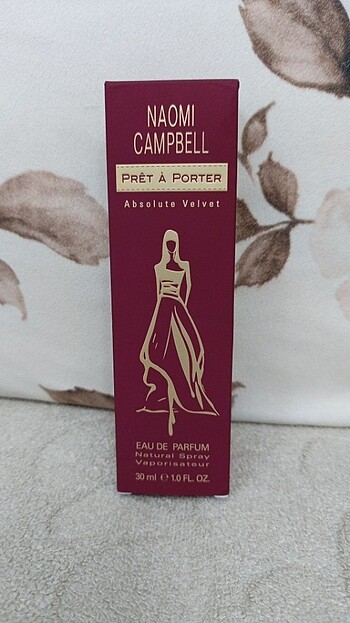 NAOMI
CAMPBELL
PRÊT À PORTER
Absolute Velvet
EAU DE PARFUM
Natural Spray
Vaporisateur
30 ml ℮ 1.0 FL. OZ.